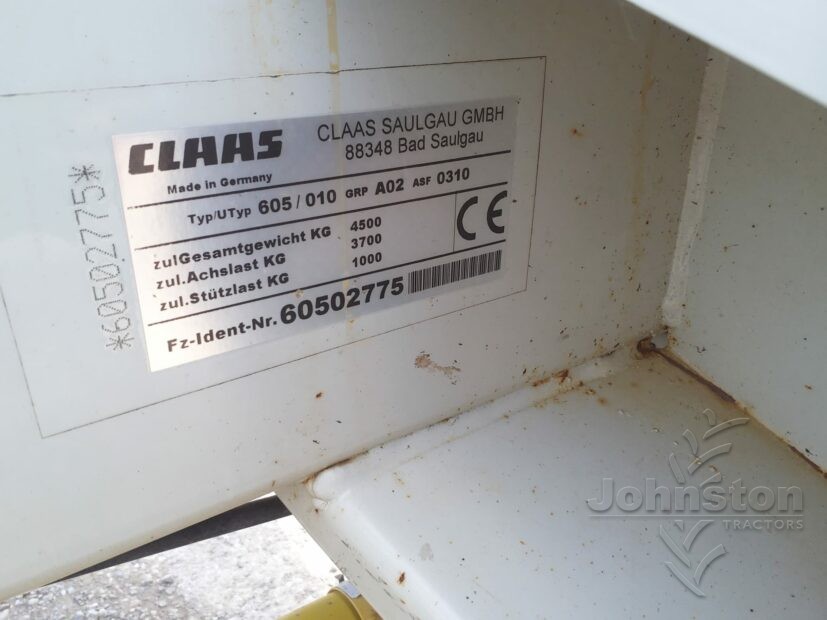 CLAAS
CLAAS SAULGAU GMBH
88348 Bad Saulgau
Made in Germany
Typ/UTyp 605/010 GRP A02 ASF 0310
zulGesamtgewicht KG 4500
zul.Achslast KG 3700
zul.Stützlast KG 1000
CE
Fz-Ident-Nr. 60502775
*60502775*
Johnston
TRACTORS